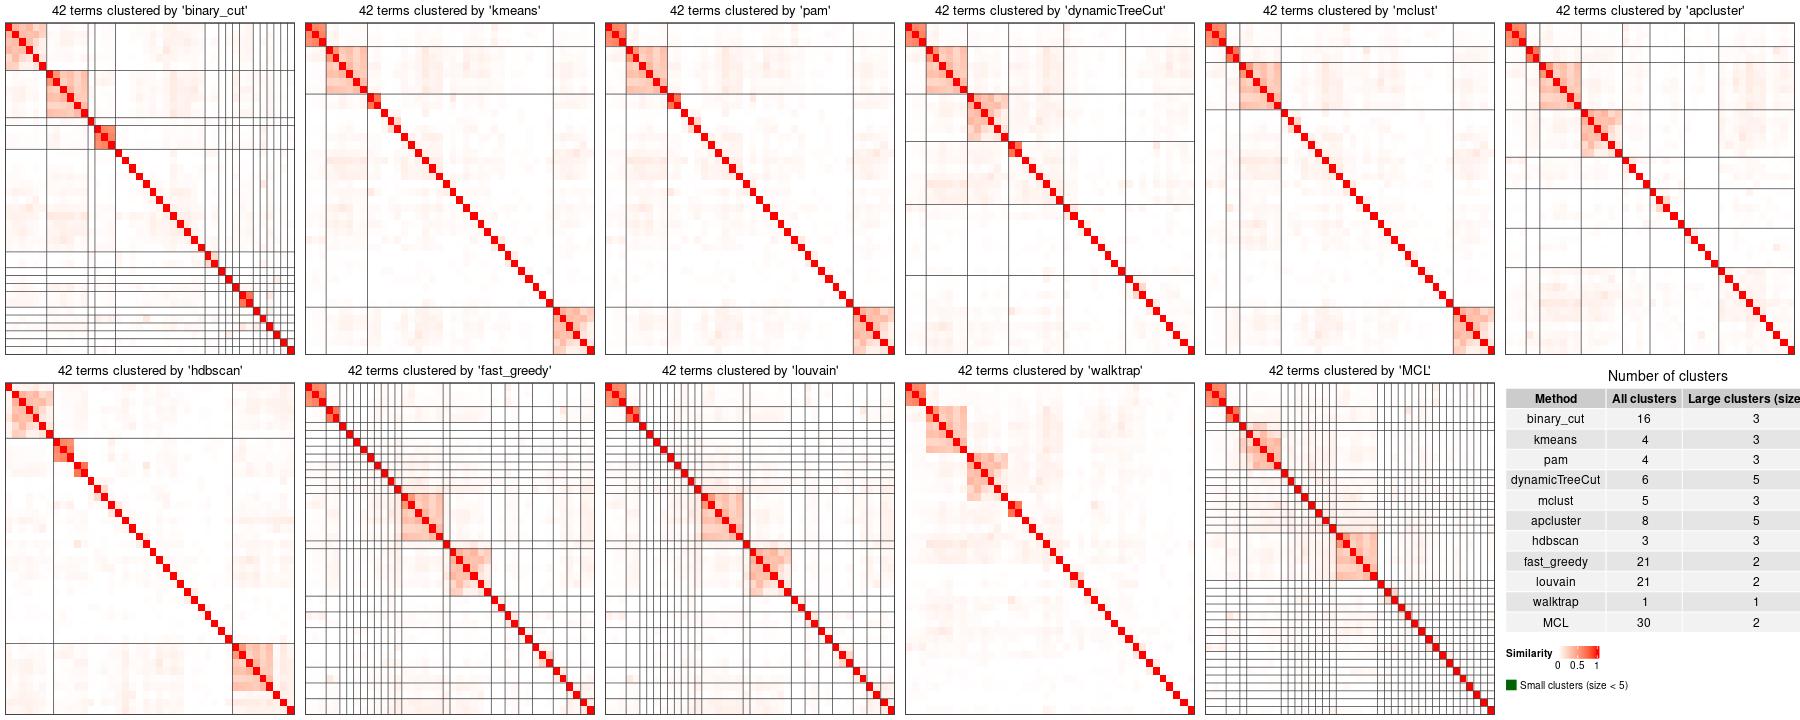 42 terms clustered by 'binary_cut'
42 terms clustered by 'kmeans'
42 terms clustered by 'pam'
42 terms clustered by 'dynamicTreeCut'
42 terms clustered by 'mclust'
42 terms clustered by 'apcluster'
42 terms clustered by 'hdbscan'
42 terms clustered by 'fast_greedy'
42 terms clustered by 'louvain'
42 terms clustered by 'walktrap'
42 terms clustered by 'MCL'
Number of clusters
Method All clusters Large clusters (size
binary_cut 16 3
kmeans 4 3
pam 4 3
dynamicTreeCut 6 5
mclust 5 3
apcluster 8 5
hdbscan 3 3
fast_greedy 21 2
louvain 21 2
walktrap 1 1
MCL 30 2
Similarity
0 0.5 1
Small clusters (size < 5)